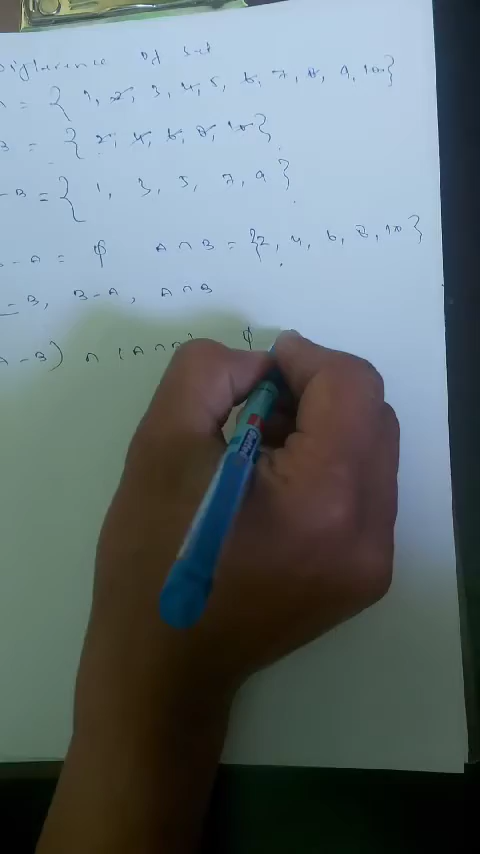 Difference of set
A = { 1, 2, 3, 4, 5, 6, 7, 8, 9, 10}
B = {2, 4, 6, 8, 10}
-B = {1, 3, 5, 7, 9}
B - A = φ A ∩ B = {2, 4, 6, 8, 10}
-B, B-A, A∩B
A - B) ∩ (A ∩ B) φ